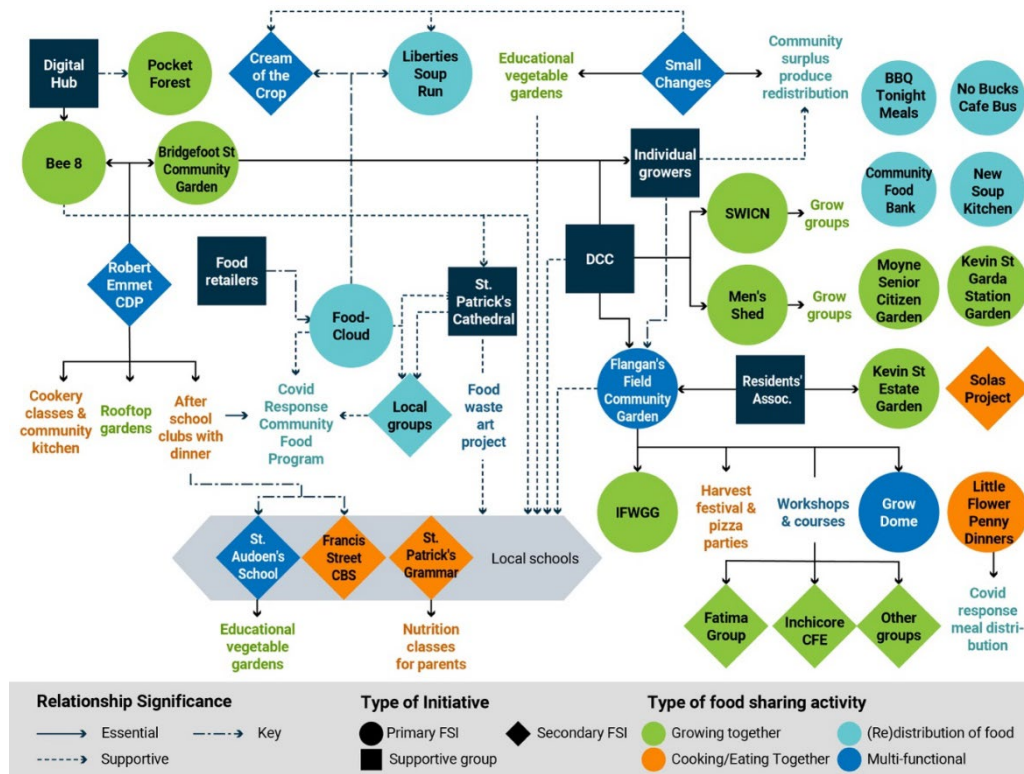 Digital
Hub
Pocket
Forest
Cream
of the
Crop
Liberties
Soup
Run
Educational
vegetable
gardens
Small
Changes
Community
surplus
produce
redistribution
BBQ
Tonight
Meals
No Bucks
Cafe Bus
Bee 8
Bridgefoot St
Community
Garden
Individual
growers
Community
Food
Bank
New
Soup
Kitchen
SWICN
Grow
groups
Robert
Emmet
CDP
Food
retailers
Food-
Cloud
St.
Patrick's
Cathedral
DCC
Men's
Shed
Grow
groups
Moyne
Senior
Citizen
Garden
Kevin St
Garda
Station
Garden
Cookery
classes &
community
kitchen
Rooftop
gardens
After
school
clubs with
dinner
Covid
Response
Community
Food
Program
Local
groups
Food
waste
art
project
Flangan's
Field
Community
Garden
Residents'
Assoc.
Kevin St
Estate
Garden
Solas
Project
IFWGG
Harvest
festival &
pizza
parties
Workshops
& courses
Grow
Dome
Little
Flower
Penny
Dinners
St.
Audoen's
School
Francis
Street
CBS
St.
Patrick's
Grammar
Local schools
Fatima
Group
Inchicore
CFE
Other
groups
Covid
response
meal distri-
bution
Educational
vegetable
gardens
Nutrition
classes
for parents
Relationship Significance
Essential
Key
Supportive
Type of Initiative
Primary FSI
Secondary FSI
Supportive group
Type of food sharing activity
Growing together
(Re)distribution of food
Cooking/Eating Together
Multi-functional